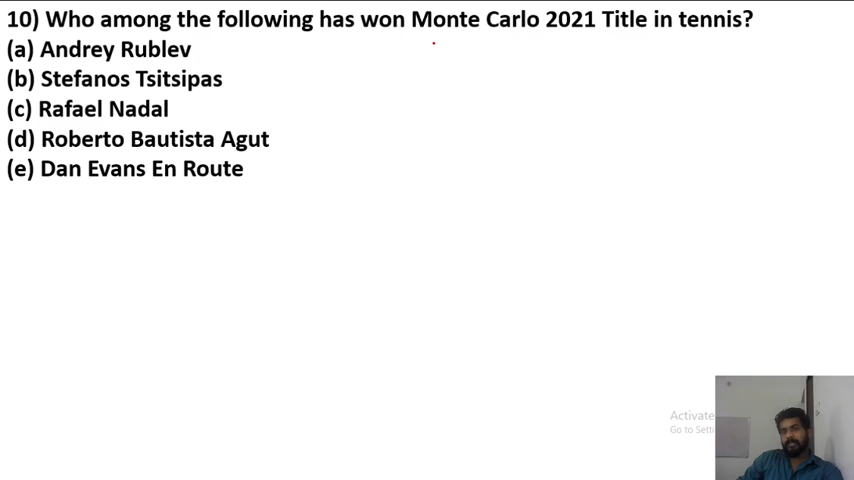 10) Who among the following has won Monte Carlo 2021 Title in tennis?
(a) Andrey Rublev
(b) Stefanos Tsitsipas
(c) Rafael Nadal
(d) Roberto Bautista Agut
(e) Dan Evans En Route
Activate
Go to Setti